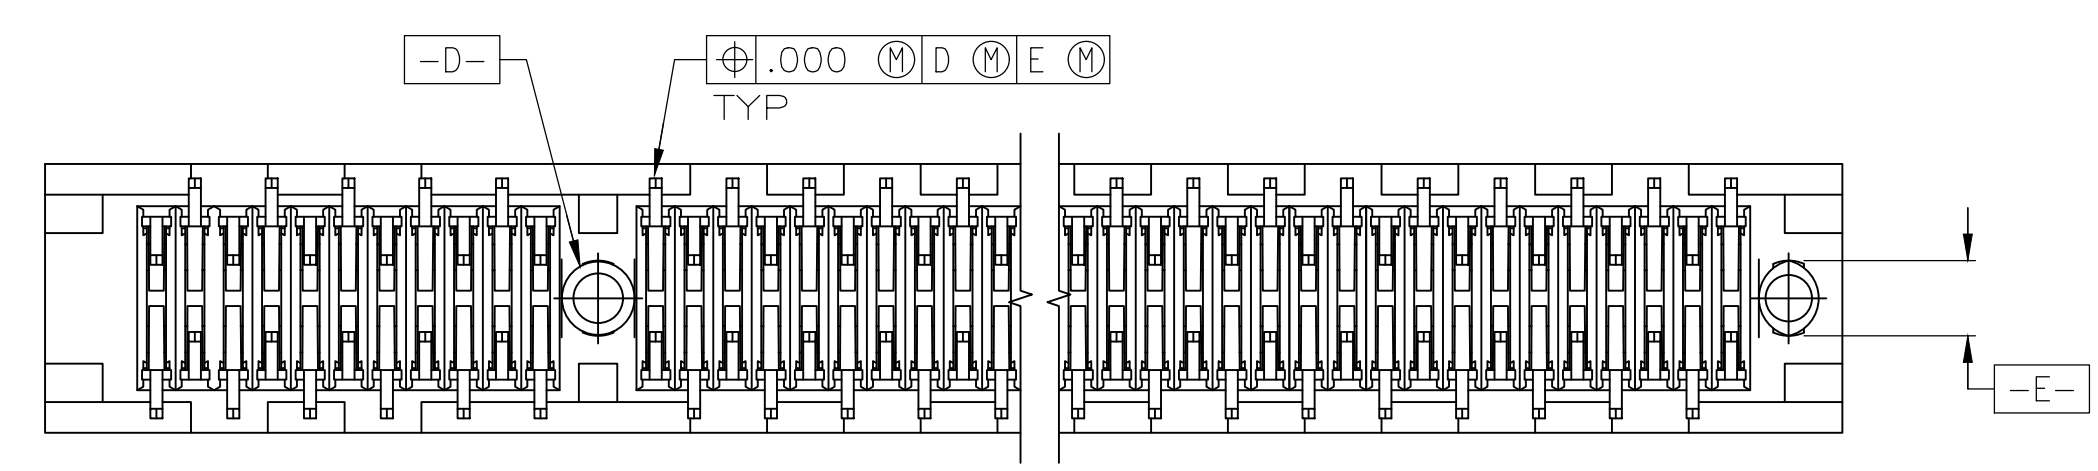 -D-
⌖ .000 Ⓜ D Ⓜ E Ⓜ
TYP
-E-